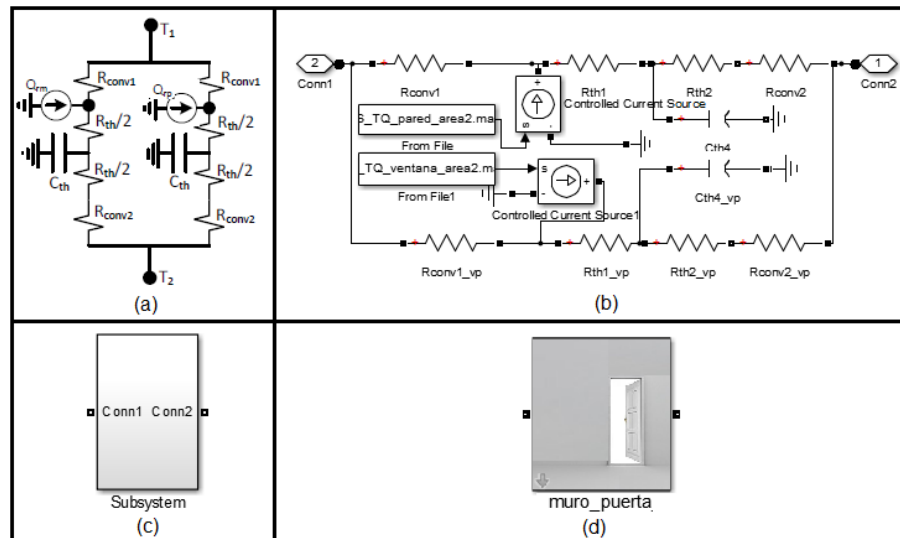 T1
Rconv1
Rconv1
Qrm
Qrp
Rth/2
Rth/2
Cth
Cth
Rth/2
Rth/2
Rconv2
Rconv2
T2
(a)
2
Conn1
Rconv1
Rth1
Rth2
Rconv2
1
Conn2
+
s
-
Controlled Current Source
S_TQ_pared_area2.ma
From File
Cth4
_TQ_ventana_area2.m
From File1
s
-
+
Controlled Current Source1
Cth4_vp
Rconv1_vp
Rth1_vp
Rth2_vp
Rconv2_vp
(b)
Conn1 Conn2
Subsystem
(c)
muro_puerta
(d)